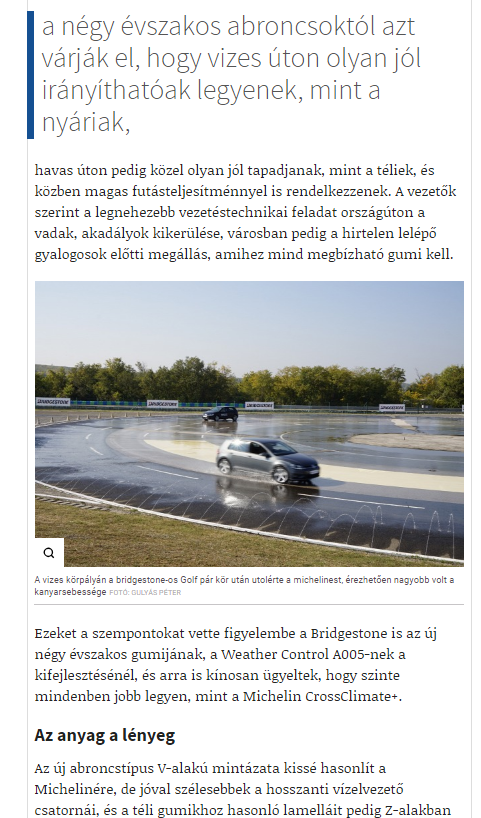 a négy évszakos abroncsoktól azt
várják el, hogy vizes úton olyan jól
irányíthatóak legyenek, mint a
nyáriak,
havas úton pedig közel olyan jól tapadjanak, mint a téliek, és
közben magas futásteljesítménnyel is rendelkezzenek. A vezetők
szerint a legnehezebb vezetéstechnikai feladat országúton a
vadak, akadályok kikerülése, városban pedig a hirtelen lelépő
gyalogosok előtti megállás, amihez mind megbízható gumi kell.
BRIDGESTONE
BRIDGESTONE
BRIDGESTONE
BRIDGESTONE
A vizes körpályán a bridgestone-os Golf pár kör után utolérte a michelinest, érezhetően nagyobb volt a
kanyarsebessége FOTÓ: GULYÁS PÉTER
Ezeket a szempontokat vette figyelembe a Bridgestone is az új
négy évszakos gumijának, a Weather Control A005-nek a
kifejlesztésénél, és arra is kínosan ügyeltek, hogy szinte
mindenben jobb legyen, mint a Michelin CrossClimate+.
Az anyag a lényeg
Az új abroncstípus V-alakú mintázata kissé hasonlít a
Michelinére, de jóval szélesebbek a hosszanti vízelvezető
csatornái, és a téli gumikhoz hasonló lamelláit pedig Z-alakban